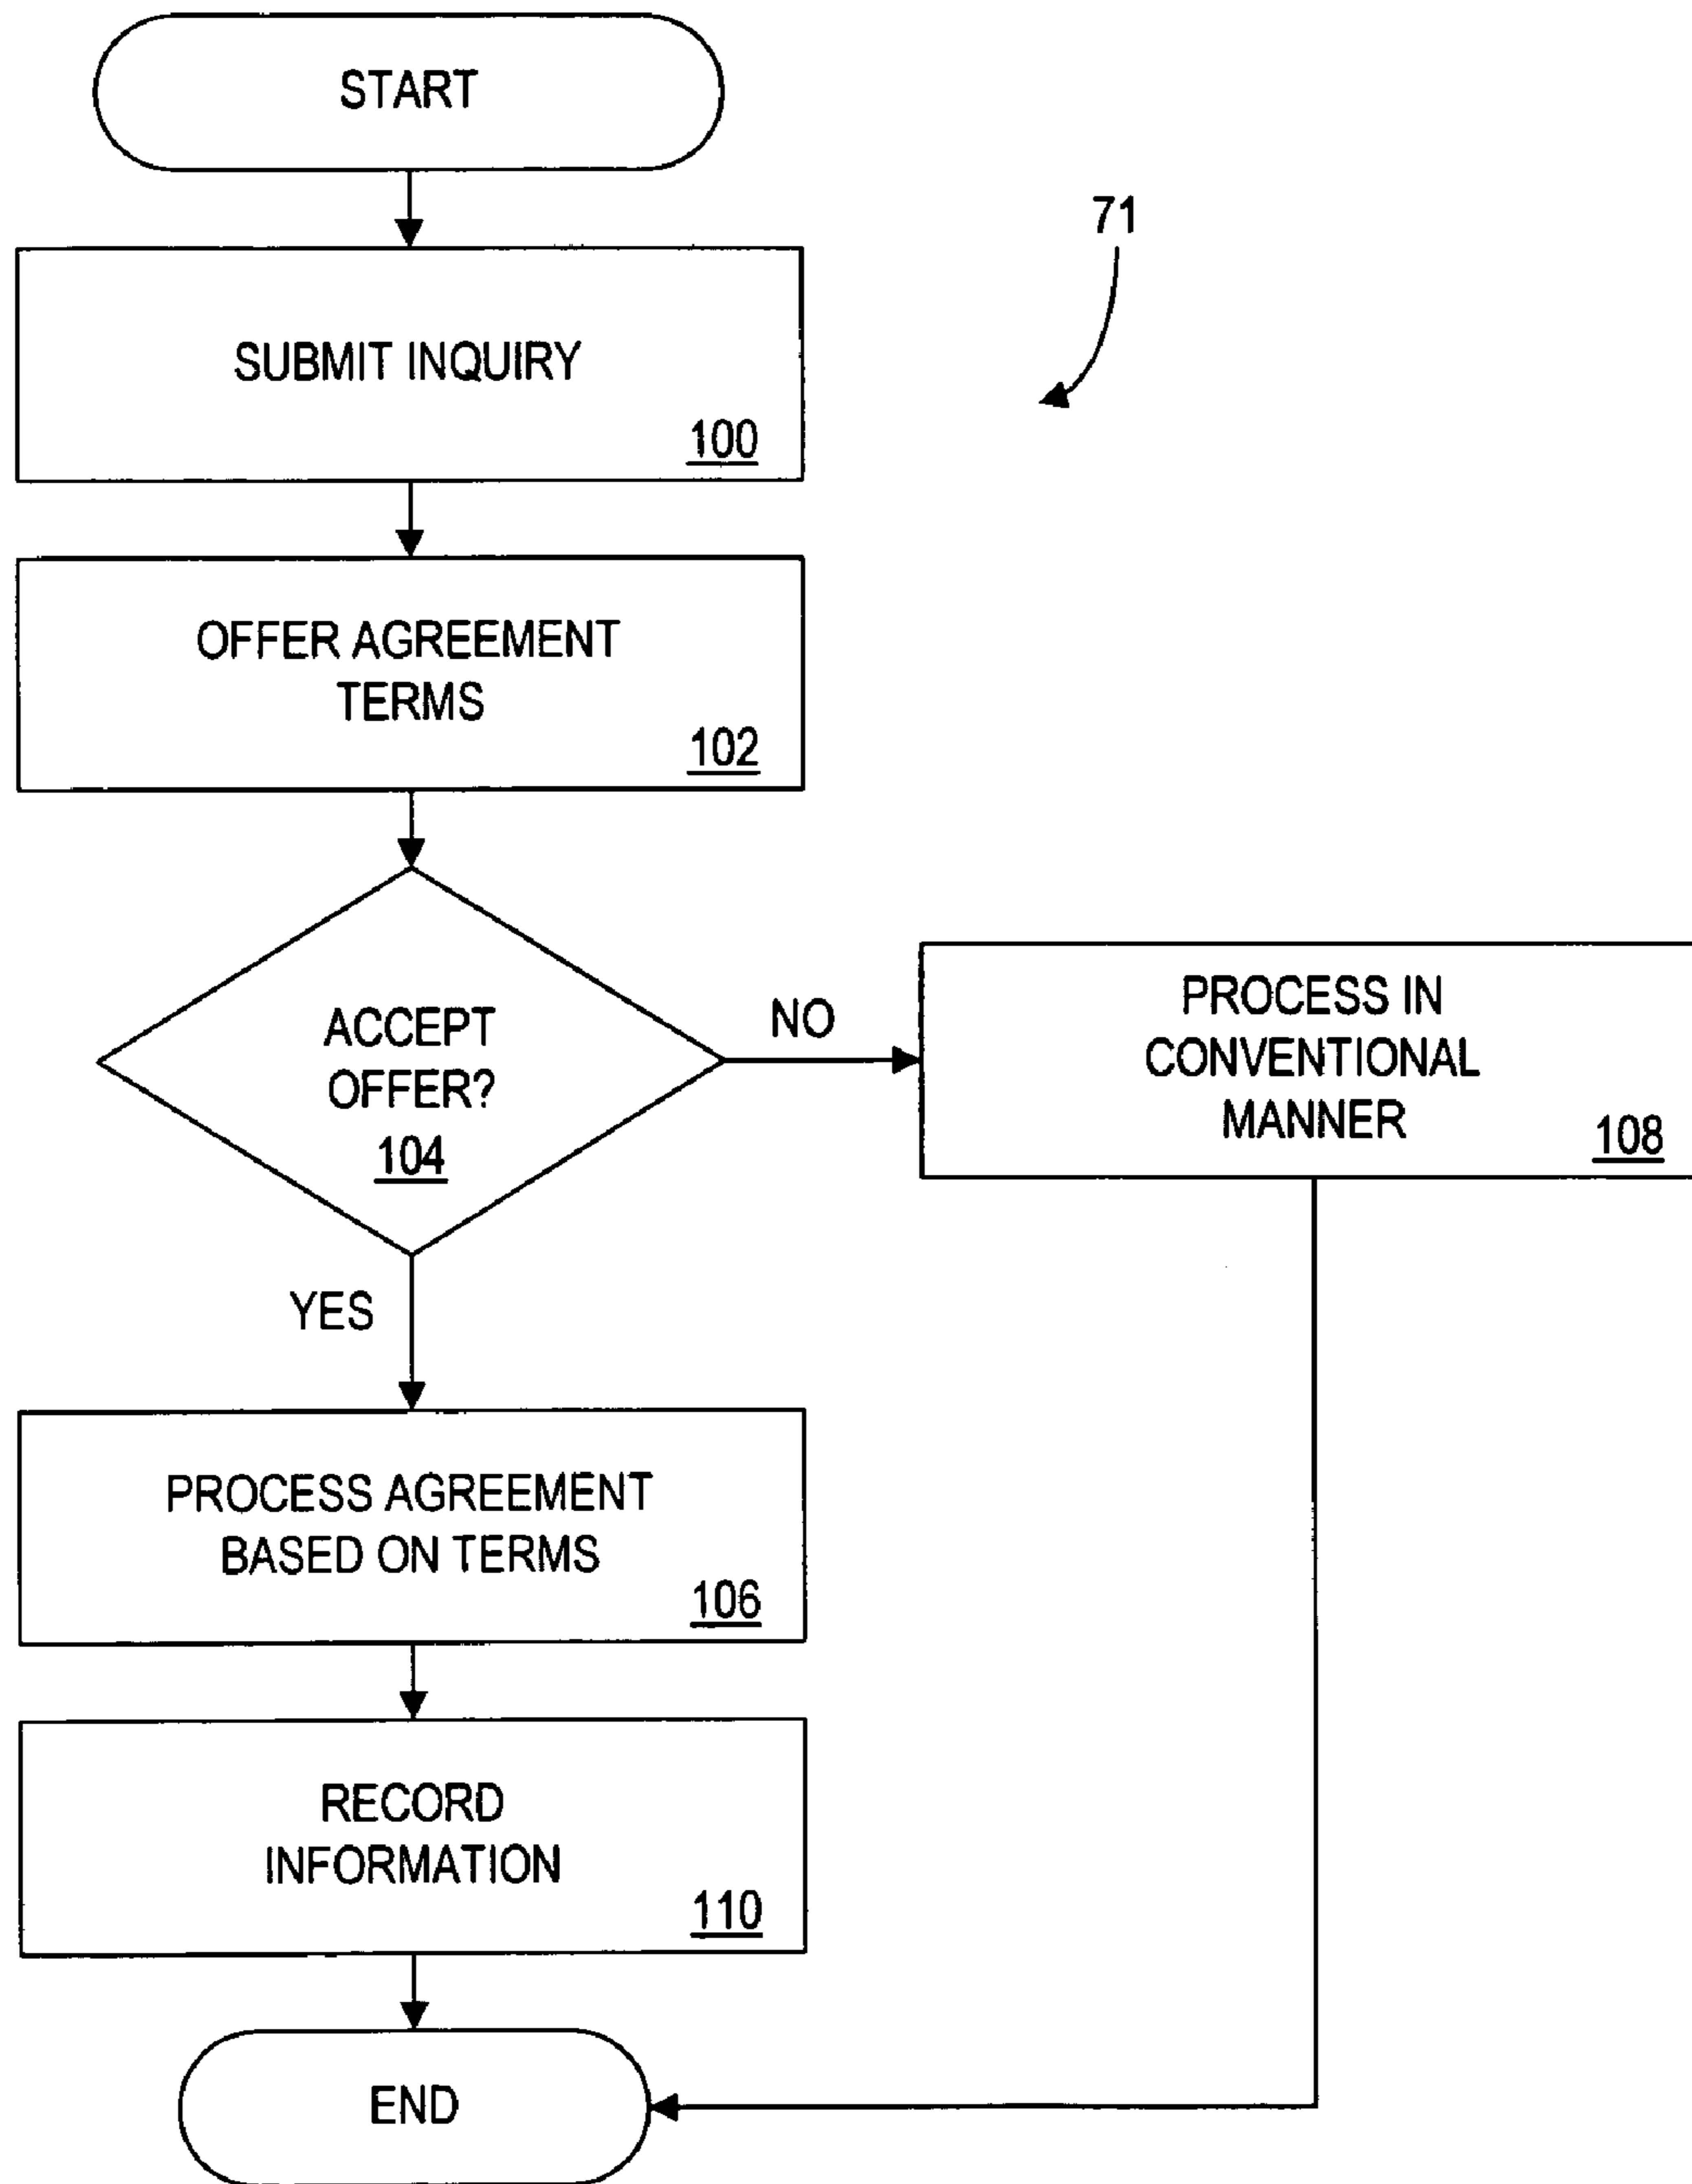 START
71
SUBMIT INQUIRY
100
OFFER AGREEMENT
TERMS
102
ACCEPT
OFFER?
104
NO
PROCESS IN
CONVENTIONAL
MANNER
108
YES
PROCESS AGREEMENT
BASED ON TERMS
106
RECORD
INFORMATION
110
END